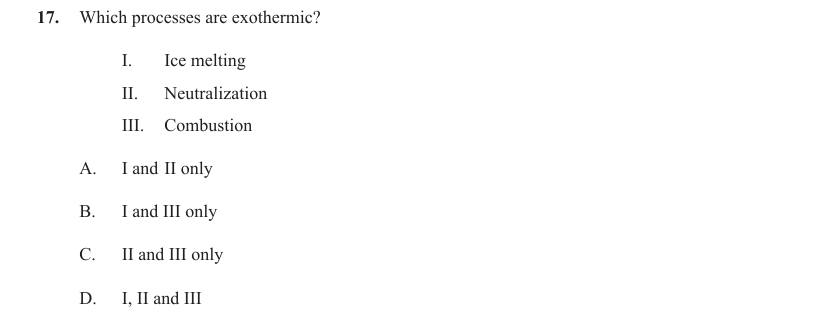 17. Which processes are exothermic?
I. Ice melting
II. Neutralization
III. Combustion
A. I and II only
B. I and III only
C. II and III only
D. I, II and III